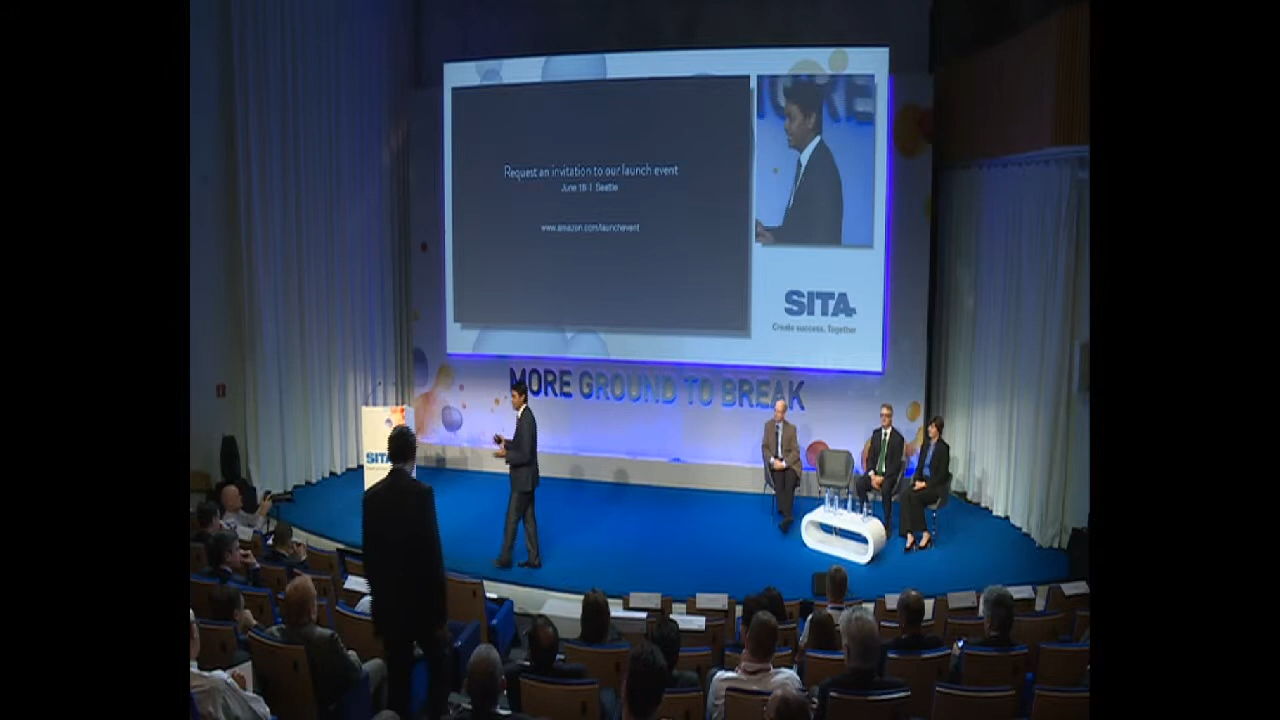 Request an invitation to our launch event
June 18 | Seattle
www.amazon.com/launchevent
SITA
Create success. Together
MORE GROUND TO BREAK
SITA